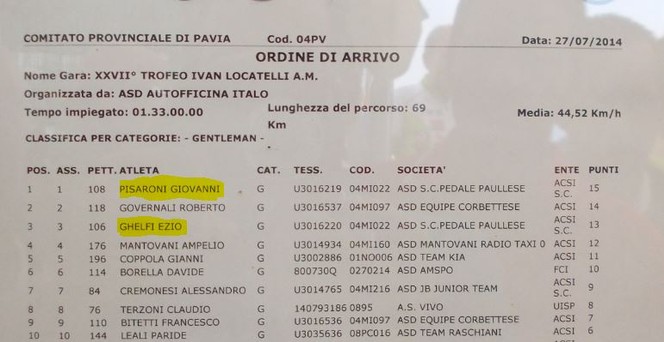 COMITATO PROVINCIALE DI PAVIA Cod. 04PV Data: 27/07/2014
ORDINE DI ARRIVO
Nome Gara: XXVII° TROFEO IVAN LOCATELLI A.M.
Organizzata da: ASD AUTOFFICINA ITALO
Tempo impiegato: 01.33.00.00 Lunghezza del percorso: 69 Km Media: 44,52 Km/h
CLASSIFICA PER CATEGORIE: - GENTLEMAN -
POS. ASS. PETT. ATLETA CAT. TESS. COD. SOCIETA' ENTE PUNTI
1 1 108 PISARONI GIOVANNI G U3016219 04MI022 ASD S.C.PEDALE PAULLESE ACSI S.C. 15
2 2 118 GOVERNALI ROBERTO G U3016537 04MI097 ASD EQUIPE CORBETTESE ACSI 14
3 3 106 GHELFI EZIO G U3016220 04MI022 ASD S.C.PEDALE PAULLESE ACSI S.C. 13
4 4 176 MANTOVANI AMPELIO G U3014934 04M1160 ASD MANTOVANI RADIO TAXI 0 ACSI 12
5 5 196 COPPOLA GIANNI G U3002886 01NO006 ASD TEAM KIA ACSI 11
6 6 114 BORELLA DAVIDE G 800730Q 0270214 ASD AMSPO FCI 10
7 7 84 CREMONESI ALESSANDRO G U3014765 04MI216 ASD JB JUNIOR TEAM ACSI S.C. 9
8 8 76 TERZONI CLAUDIO G 140793186 0895 A.S. VIVO UISP 8
9 9 110 BITETTI FRANCESCO G U3016536 04MI097 ASD EQUIPE CORBETTESE ACSI 7
10 10 144 LEALI PARIDE G U3035636 08PC016 ASD TEAM RASCHIANI ACSI 6